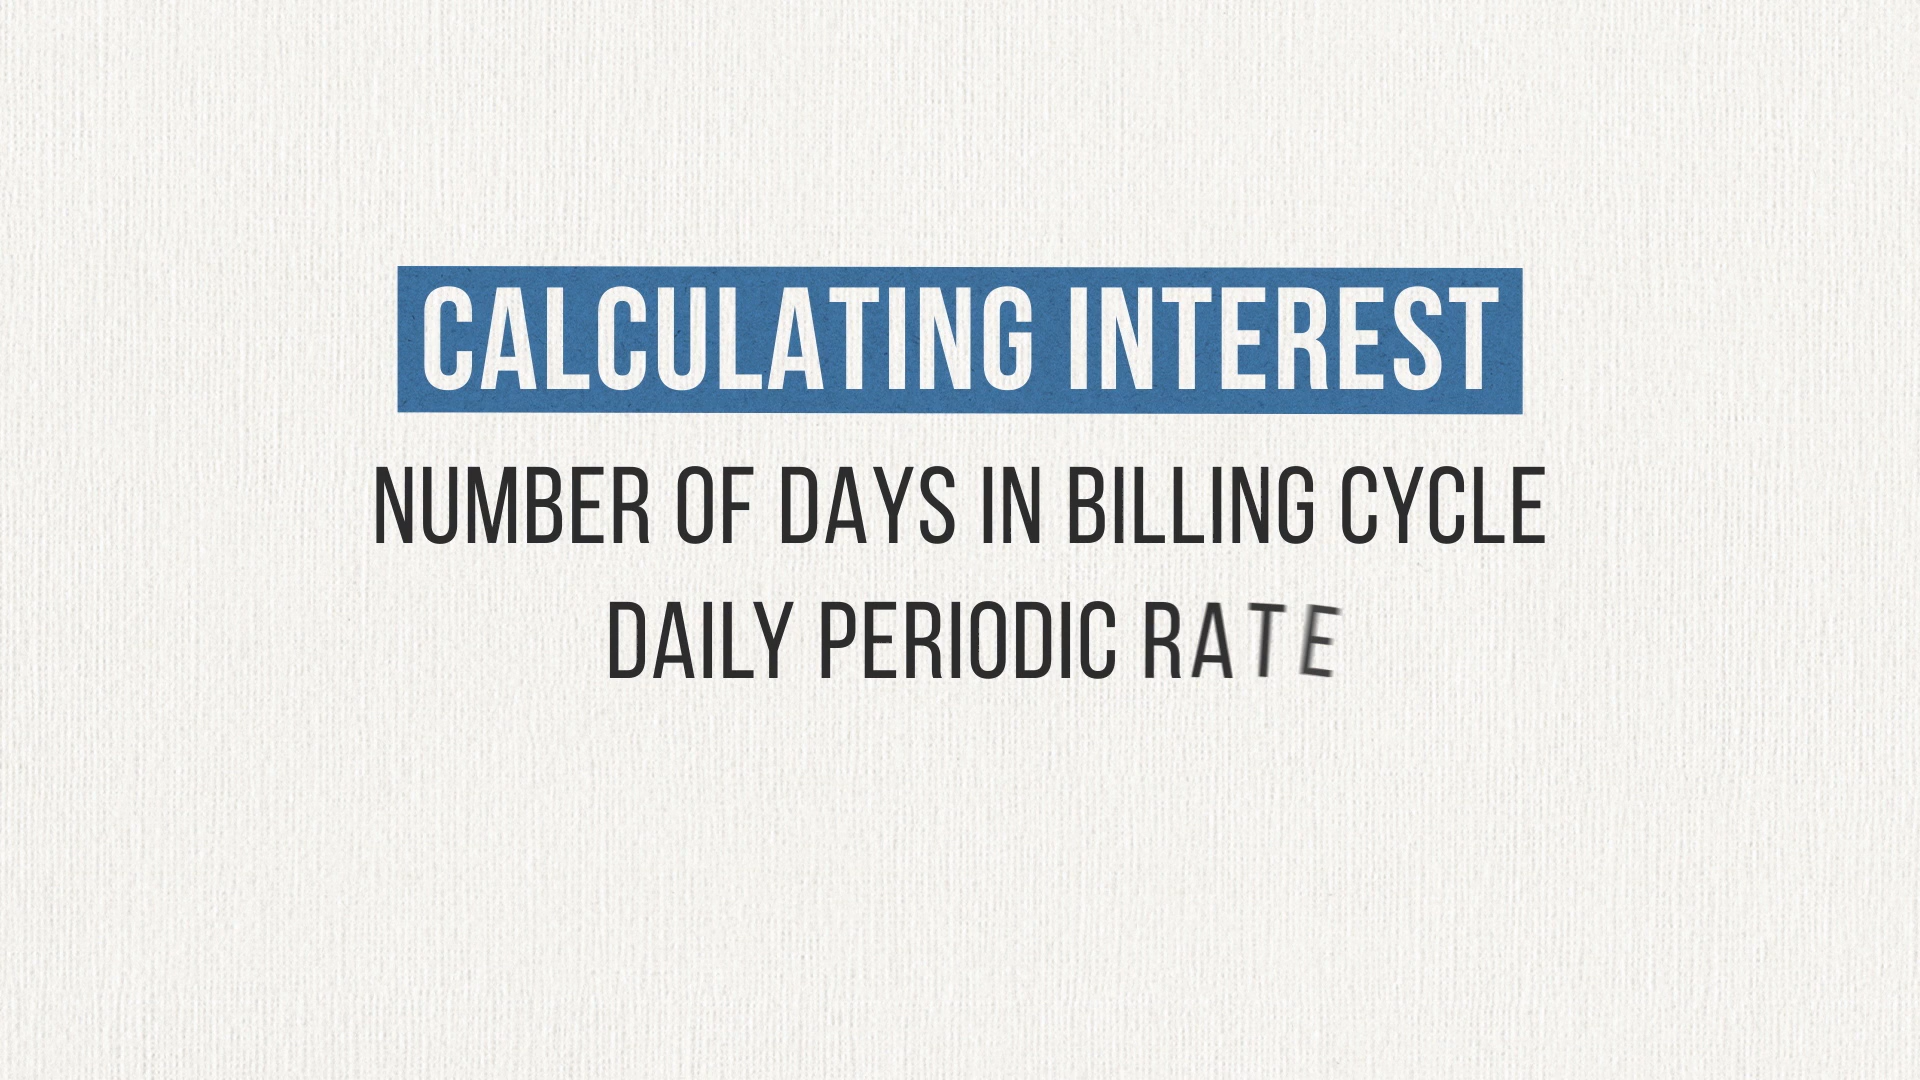 CALCULATING INTEREST
NUMBER OF DAYS IN BILLING CYCLE
DAILY PERIODIC RATE